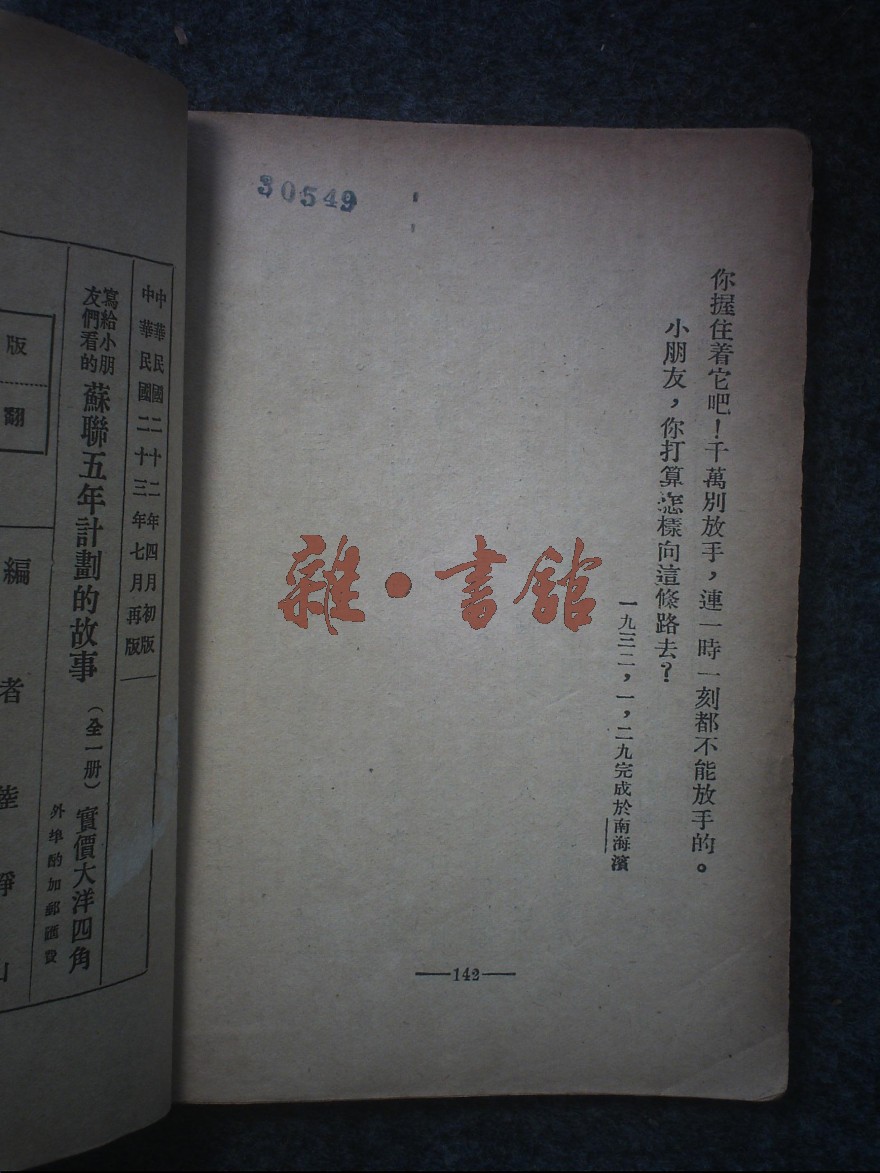 30549
你握住着它吧！千萬別放手，連一時一刻都不能放手的。
小朋友，你打算怎樣向這條路去？
一九三二，一，二九完成於南海濱
—142—
雜·書館
中華民國二十二年四月初版
中華民國二十三年七月再版
寫給小朋
友們看的
蘇聯五年計劃的故事
（全一册）
實價大洋四角
外埠酌加郵匯費
版
翻
編者陸靜山